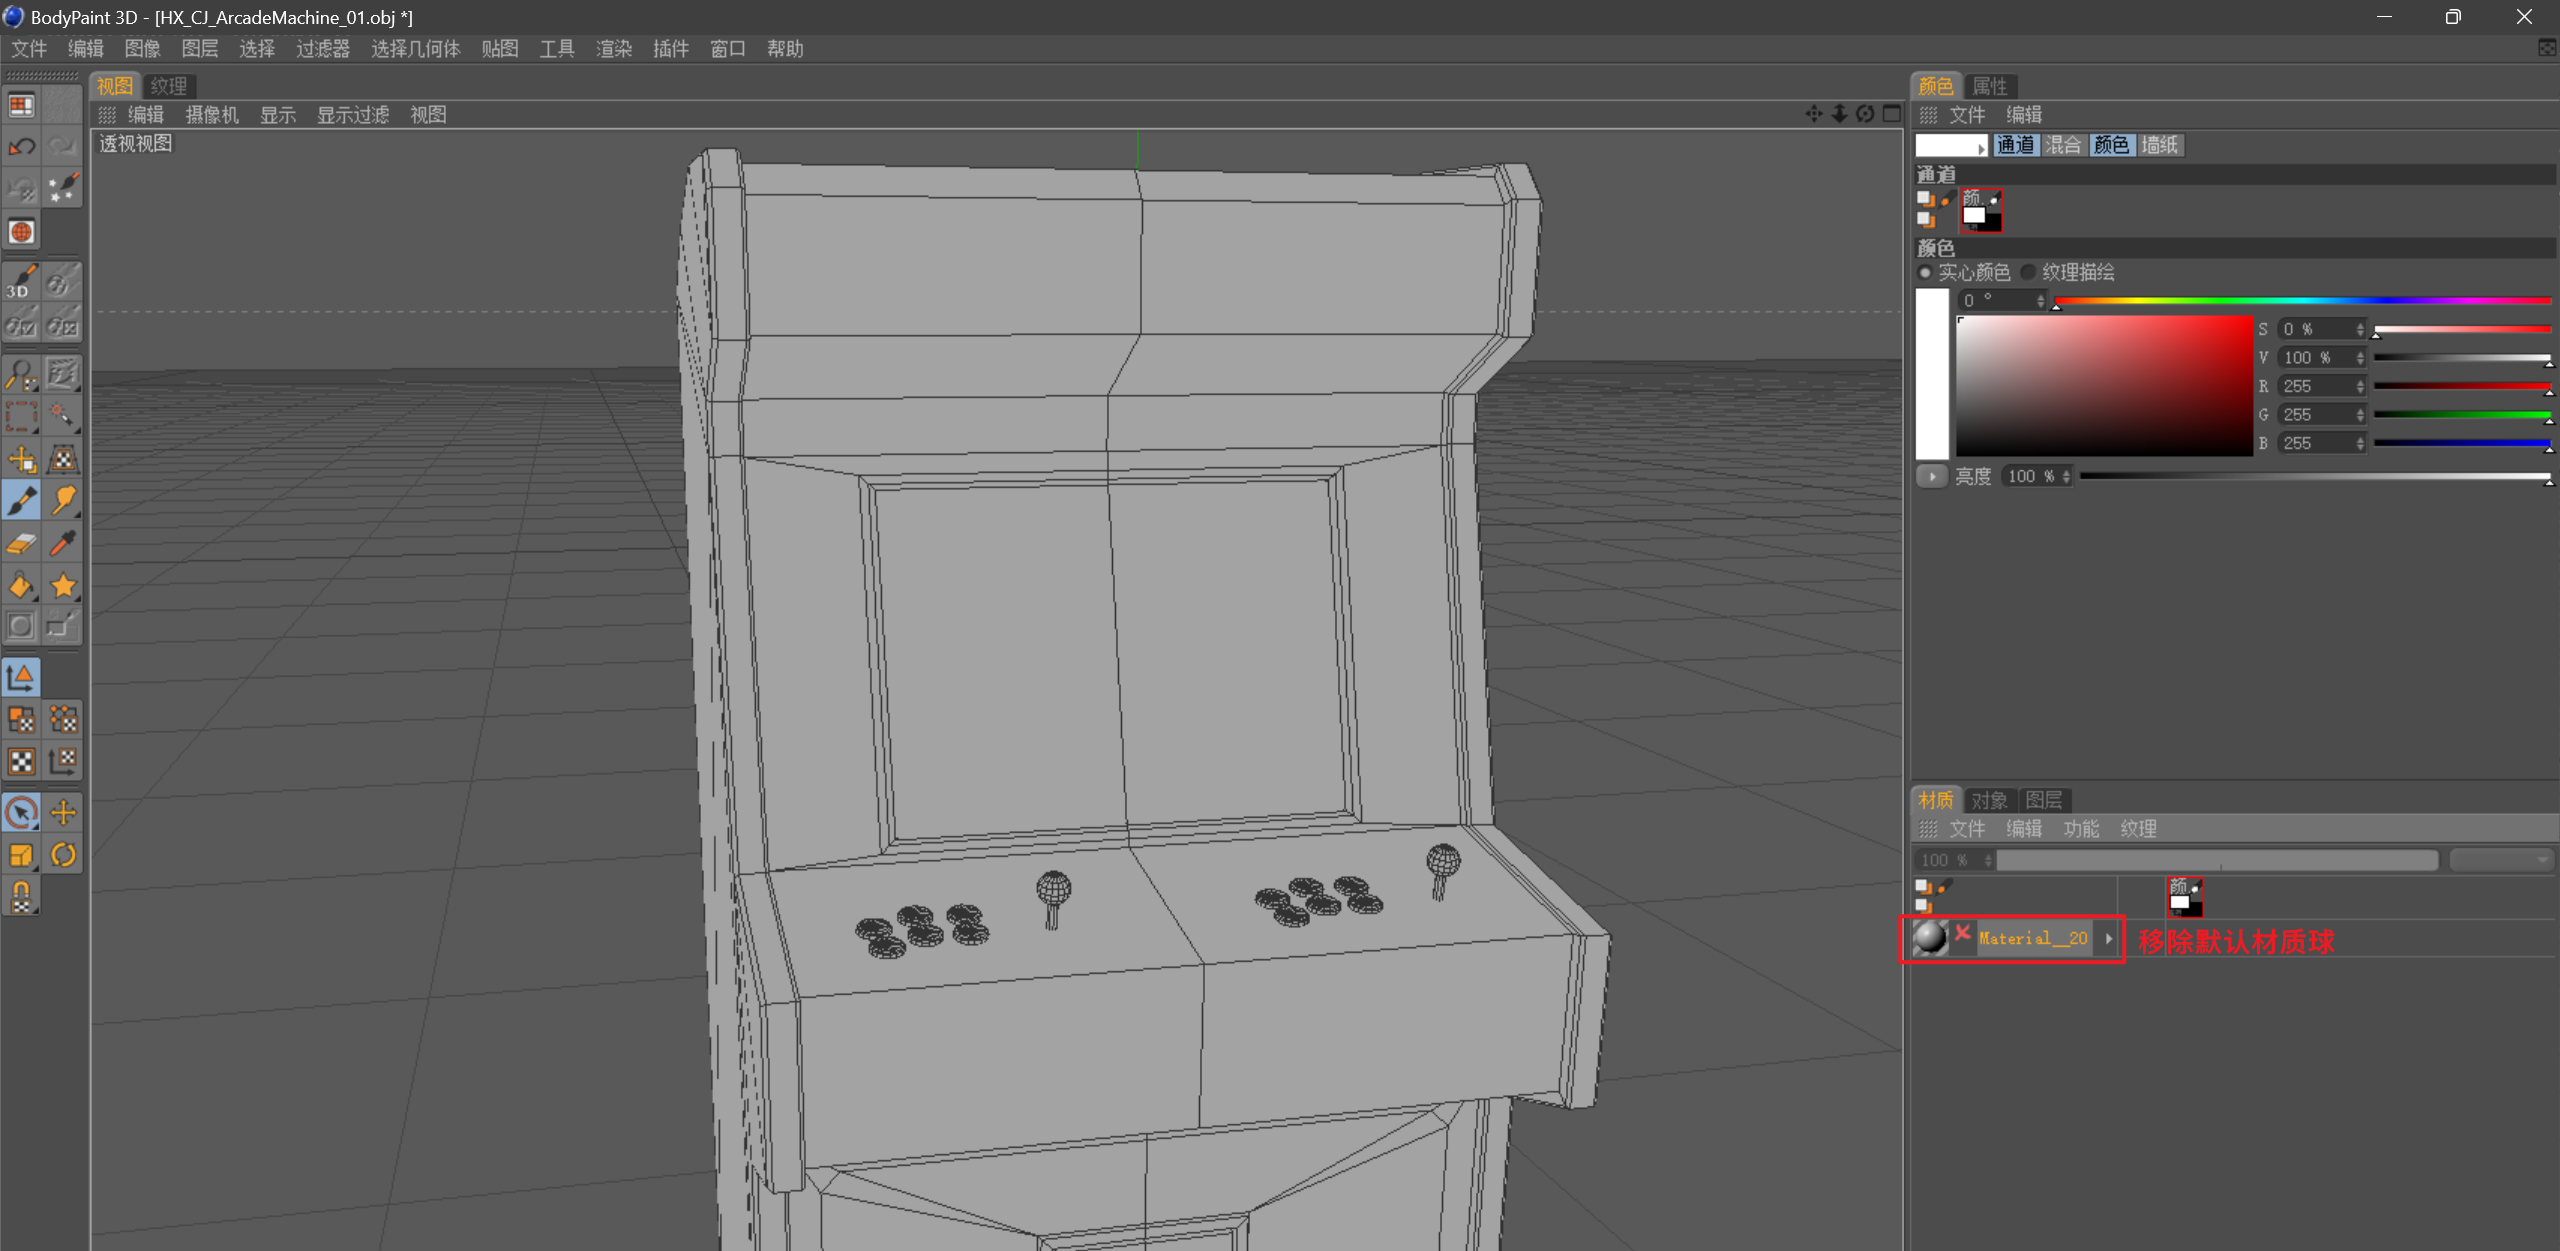 BodyPaint 3D - [HX_CJ_ArcadeMachine_01.obj *]
文件 编辑 图像 图层 选择 过滤器 选择几何体 贴图 工具 渲染 插件 窗口 帮助
视图 纹理
编辑 摄像机 显示 显示过滤 视图
透视视图
3D
颜色 属性
文件 编辑
通道 混合 颜色 墙纸
通道
颜.
颜色
实心颜色 纹理描绘
0 °
S 0 %
V 100 %
R 255
G 255
B 255
亮度 100 %
材质 对象 图层
文件 编辑 功能 纹理
100 %
颜.
Material__20
移除默认材质球